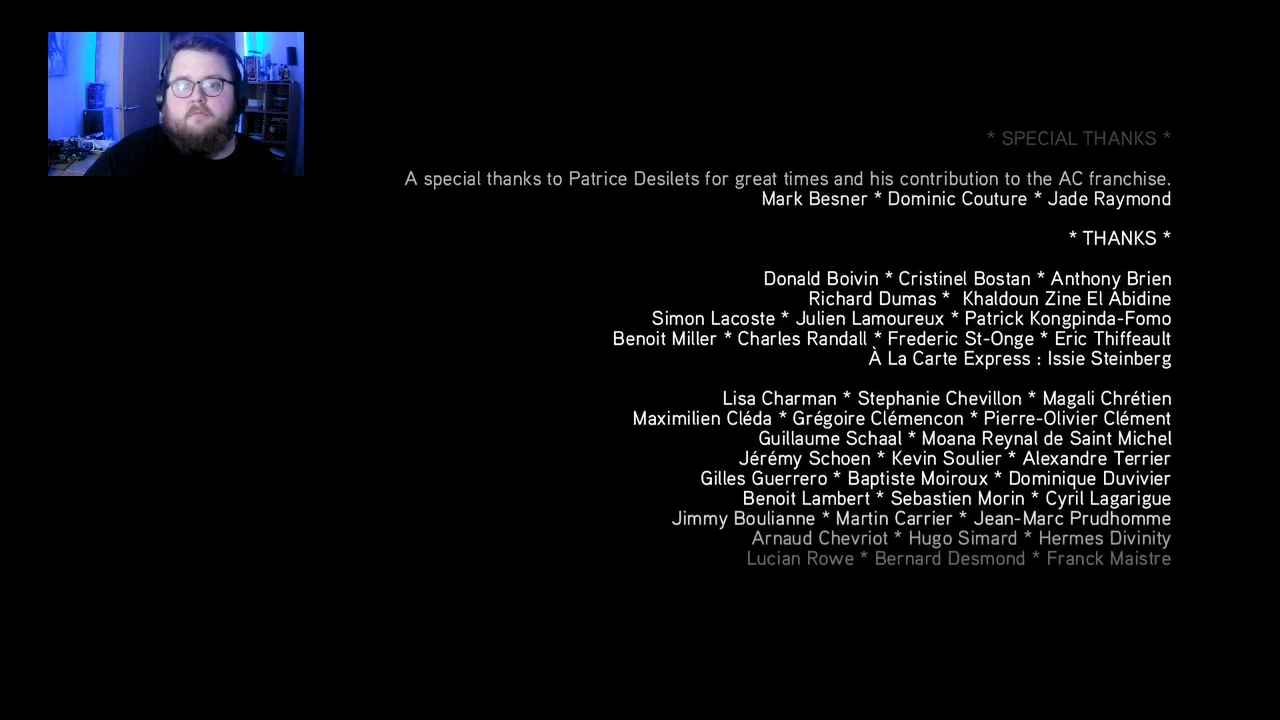 * SPECIAL THANKS *
A special thanks to Patrice Desilets for great times and his contribution to the AC franchise.
Mark Besner * Dominic Couture * Jade Raymond
* THANKS *
Donald Boivin * Cristinel Bostan * Anthony Brien
Richard Dumas * Khaldoun Zine El Abidine
Simon Lacoste * Julien Lamoureux * Patrick Kongpinda-Fomo
Benoit Miller * Charles Randall * Frederic St-Onge * Eric Thiffeault
À La Carte Express : Issie Steinberg
Lisa Charman * Stephanie Chevillon * Magali Chrétien
Maximilien Cléda * Grégoire Clémencon * Pierre-Olivier Clément
Guillaume Schaal * Moana Reynal de Saint Michel
Jérémy Schoen * Kevin Soulier * Alexandre Terrier
Gilles Guerrero * Baptiste Moiroux * Dominique Duvivier
Benoit Lambert * Sebastien Morin * Cyril Lagarigue
Jimmy Boulianne * Martin Carrier * Jean-Marc Prudhomme
Arnaud Chevriot * Hugo Simard * Hermes Divinity
Lucian Rowe * Bernard Desmond * Franck Maistre